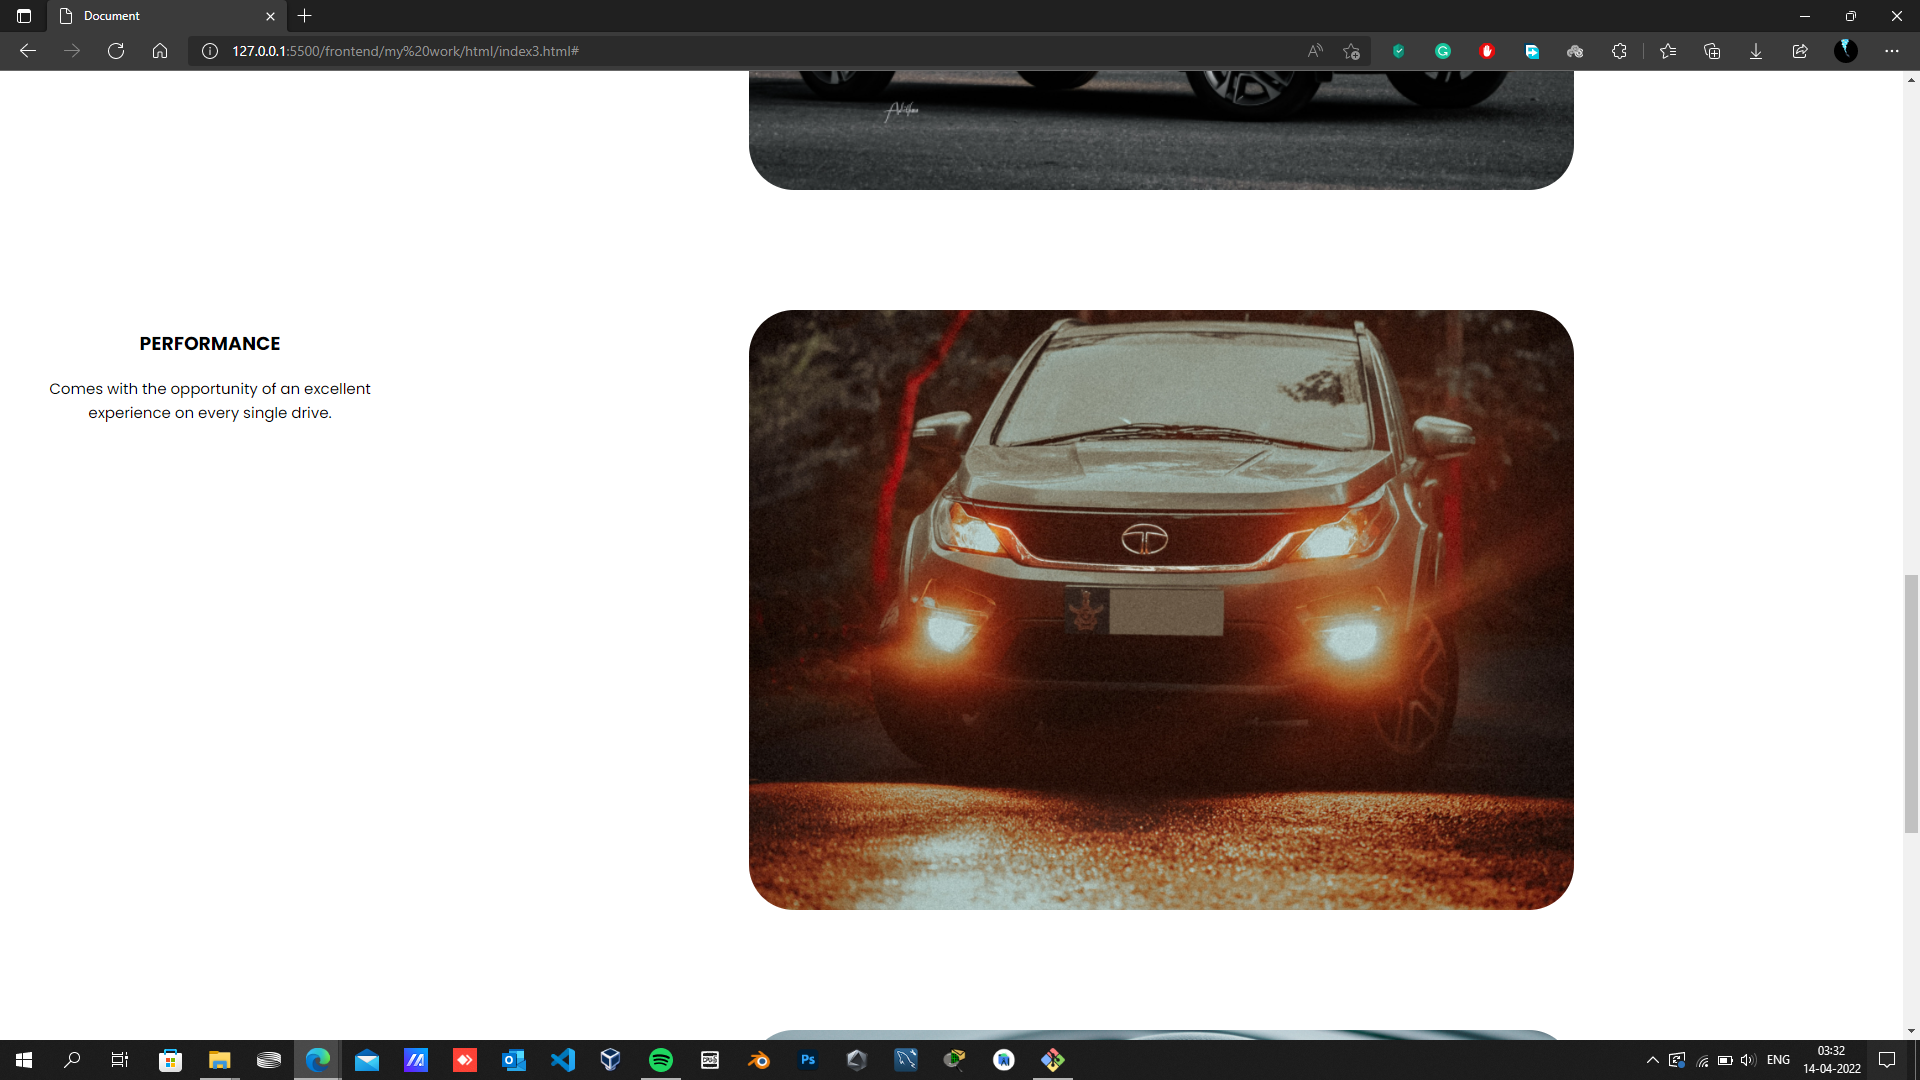 Document
127.0.0.1:5500/frontend/my%20work/html/index3.html#
PERFORMANCE
Comes with the opportunity of an excellent
experience on every single drive.
ENG
03:32
14-04-2022